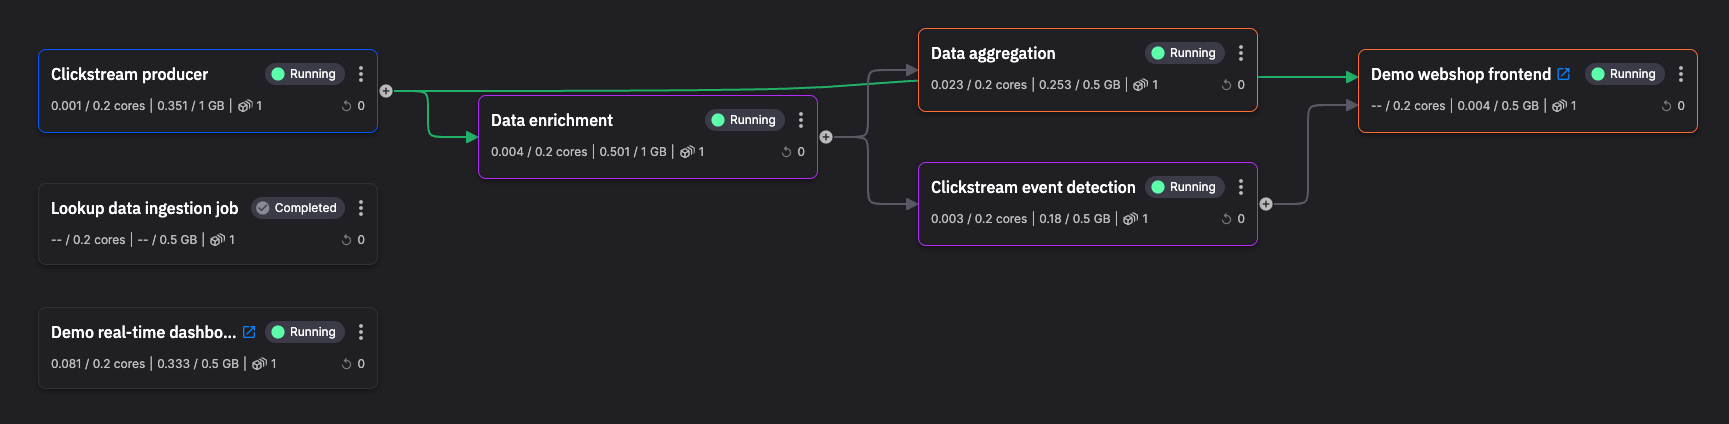 Clickstream producer
Running
0.001 / 0.2 cores | 0.351 / 1 GB | 1
0
Lookup data ingestion job
Completed
-- / 0.2 cores | -- / 0.5 GB | 1
0
Demo real-time dashbo...
Running
0.081 / 0.2 cores | 0.333 / 0.5 GB | 1
0
Data enrichment
Running
0.004 / 0.2 cores | 0.501 / 1 GB | 1
0
Data aggregation
Running
0.023 / 0.2 cores | 0.253 / 0.5 GB | 1
0
Clickstream event detection
Running
0.003 / 0.2 cores | 0.18 / 0.5 GB | 1
0
Demo webshop frontend
Running
-- / 0.2 cores | 0.004 / 0.5 GB | 1
0